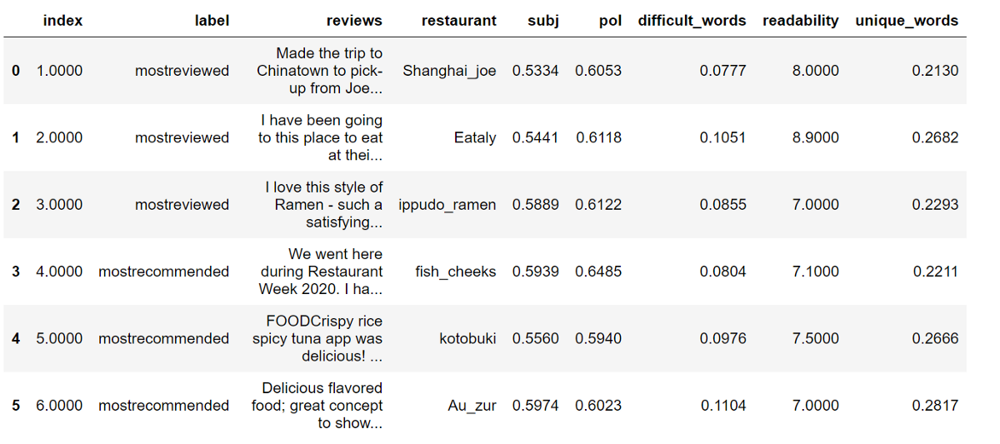 index label reviews restaurant subj pol difficult_words readability unique_words
Made the trip to
0 1.0000 mostreviewed Chinatown to pick- Shanghai_joe 0.5334 0.6053 0.0777 8.0000 0.2130
up from Joe...
I have been going
1 2.0000 mostreviewed to this place to eat Eataly 0.5441 0.6118 0.1051 8.9000 0.2682
at thei...
I love this style of
2 3.0000 mostreviewed Ramen - such a ippudo_ramen 0.5889 0.6122 0.0855 7.0000 0.2293
satisfying...
We went here
3 4.0000 mostrecommended during Restaurant fish_cheeks 0.5939 0.6485 0.0804 7.1000 0.2211
Week 2020. I ha...
FOODCrispy rice
4 5.0000 mostrecommended spicy tuna app was kotobuki 0.5560 0.5940 0.0976 7.5000 0.2666
delicious! ...
Delicious flavored
5 6.0000 mostrecommended food; great concept Au_zur 0.5974 0.6023 0.1104 7.0000 0.2817
to show...